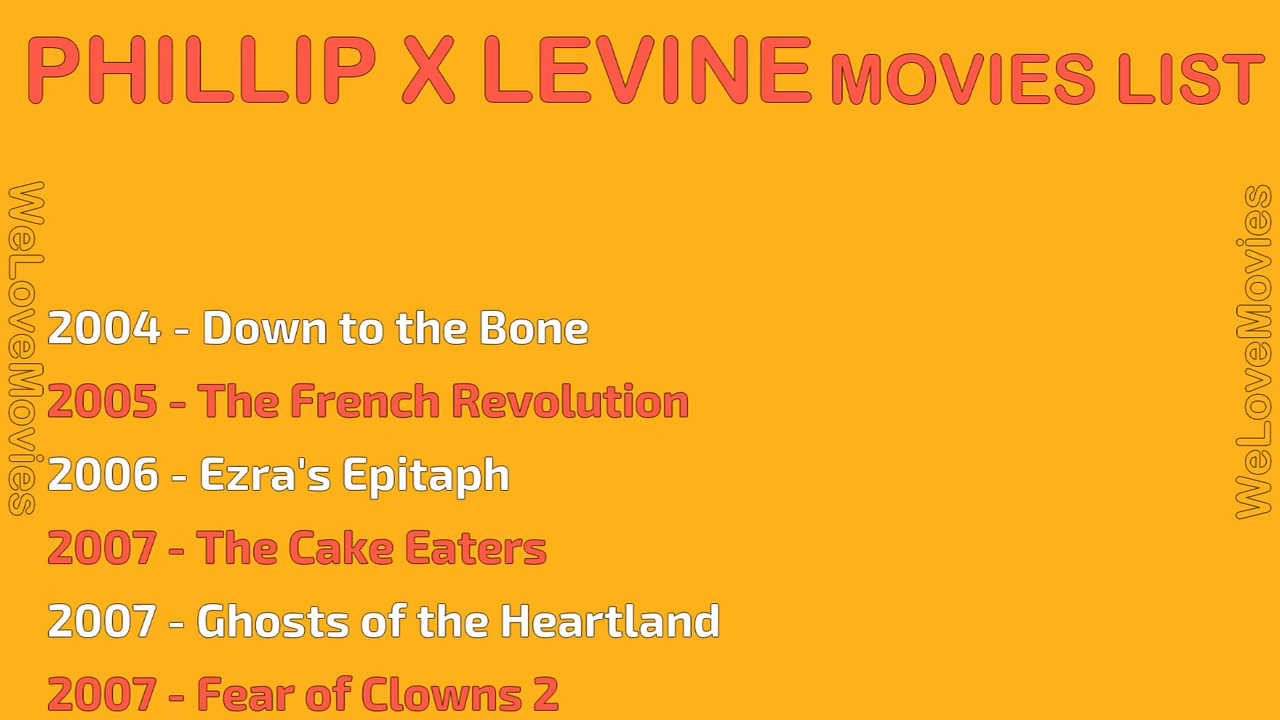 PHILLIP X LEVINE MOVIES LIST
WeLoveMovies
WeLoveMovies
2004 - Down to the Bone
2005 - The French Revolution
2006 - Ezra's Epitaph
2007 - The Cake Eaters
2007 - Ghosts of the Heartland
2007 - Fear of Clowns 2